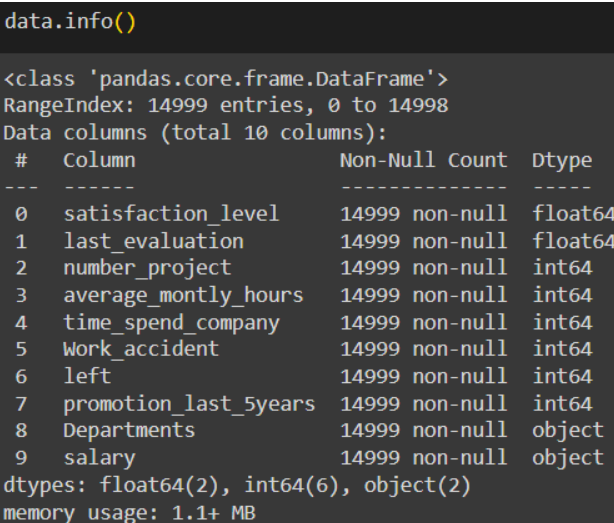 data.info()
<class 'pandas.core.frame.DataFrame'>
RangeIndex: 14999 entries, 0 to 14998
Data columns (total 10 columns):
 #   Column                 Non-Null Count  Dtype
---  ------                 --------------  -----
 0   satisfaction_level     14999 non-null  float64
 1   last_evaluation        14999 non-null  float64
 2   number_project         14999 non-null  int64
 3   average_montly_hours   14999 non-null  int64
 4   time_spend_company     14999 non-null  int64
 5   Work_accident          14999 non-null  int64
 6   left                   14999 non-null  int64
 7   promotion_last_5years  14999 non-null  int64
 8   Departments            14999 non-null  object
 9   salary                 14999 non-null  object
dtypes: float64(2), int64(6), object(2)
memory usage: 1.1+ MB